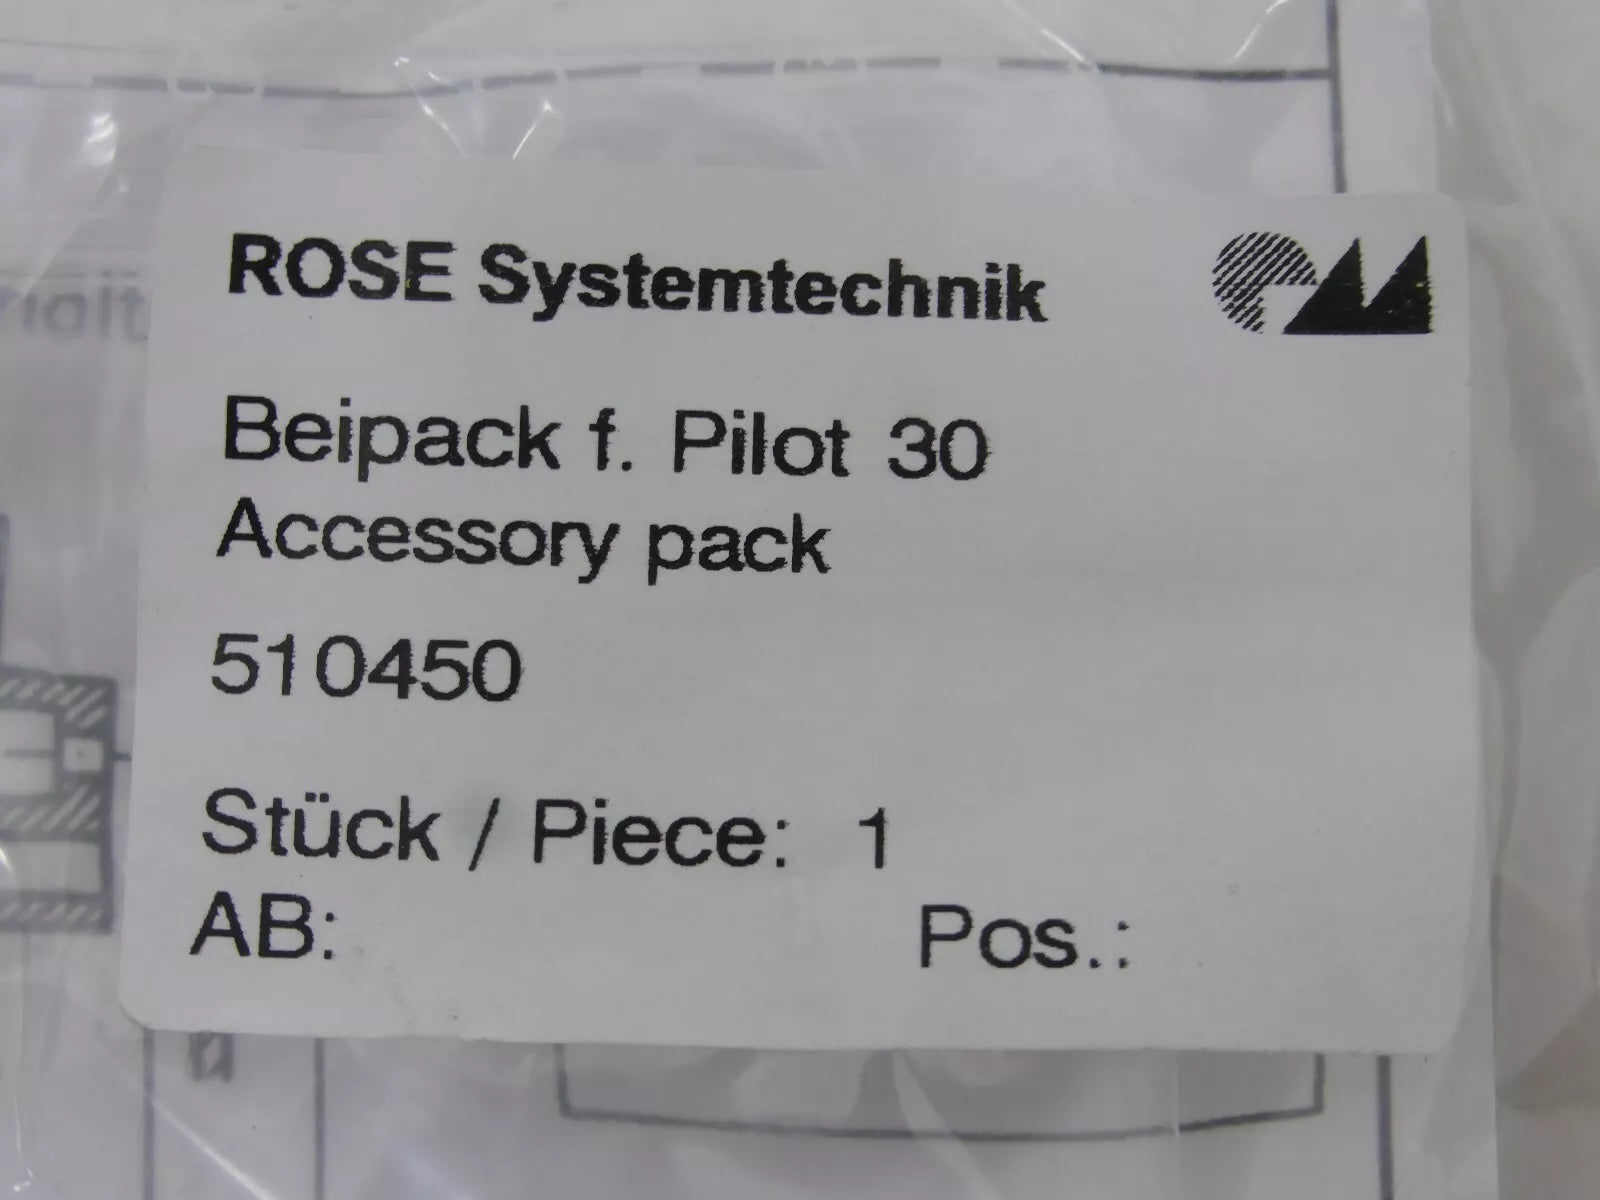 ROSE Systemtechnik
Beipack f. Pilot 30
Accessory pack
510450
Stück / Piece: 1
AB: Pos.: